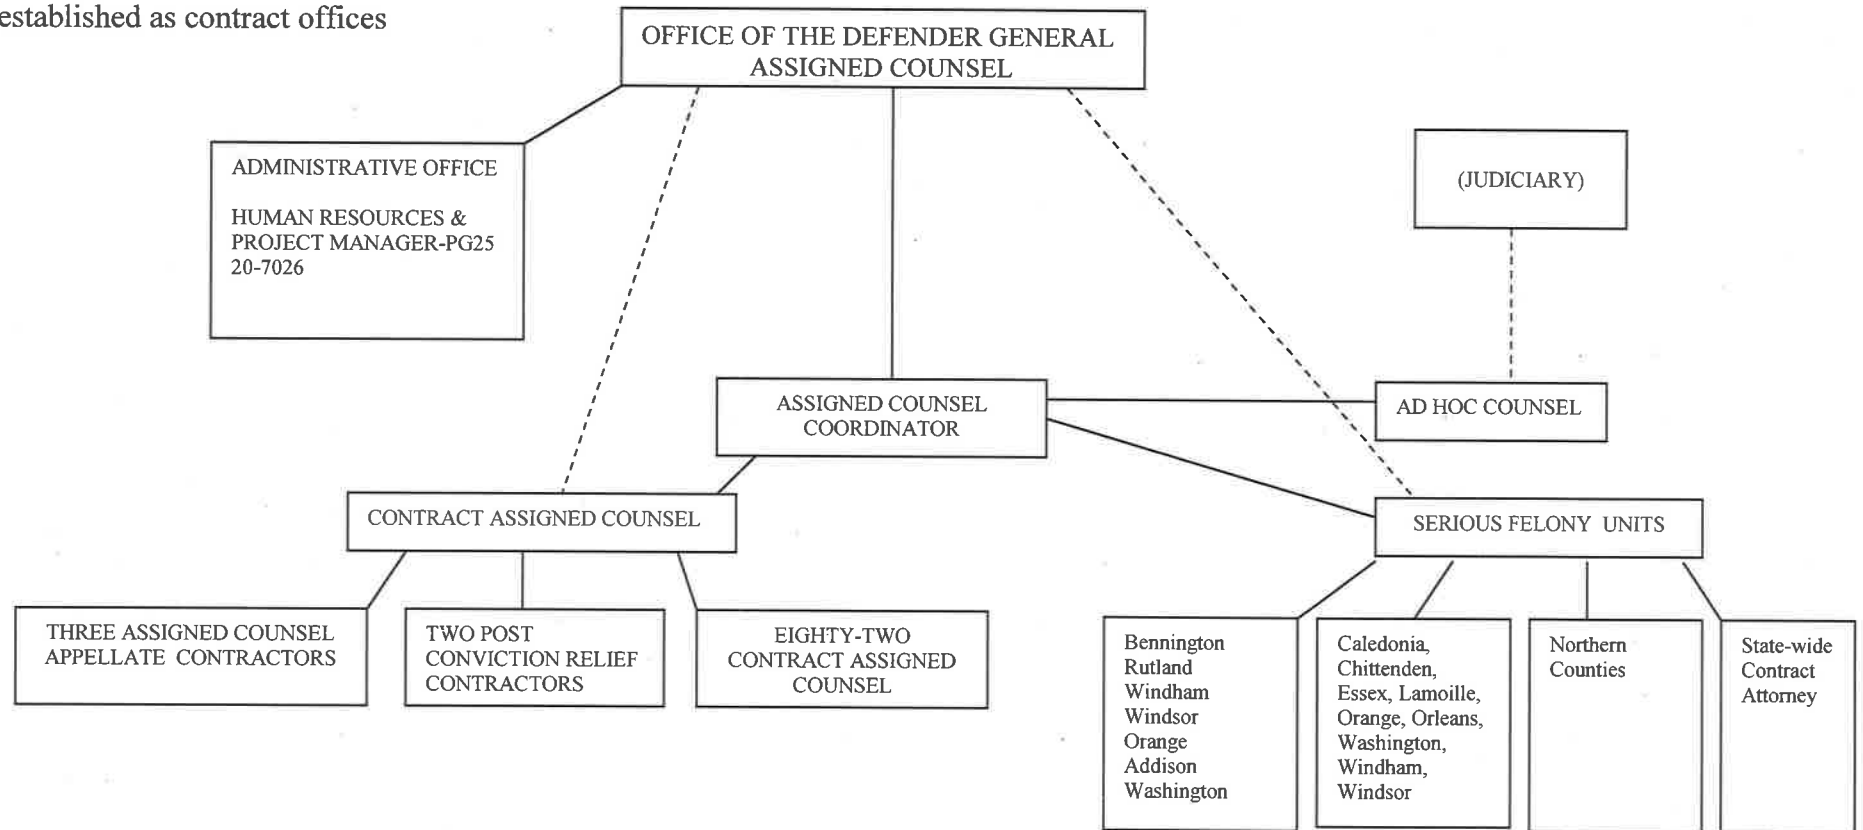 established as contract offices
OFFICE OF THE DEFENDER GENERAL
ASSIGNED COUNSEL
ADMINISTRATIVE OFFICE
HUMAN RESOURCES &
PROJECT MANAGER-PG25
20-7026
(JUDICIARY)
ASSIGNED COUNSEL
COORDINATOR
AD HOC COUNSEL
CONTRACT ASSIGNED COUNSEL
SERIOUS FELONY UNITS
THREE ASSIGNED COUNSEL
APPELLATE CONTRACTORS
TWO POST
CONVICTION RELIEF
CONTRACTORS
EIGHTY-TWO
CONTRACT ASSIGNED
COUNSEL
Bennington
Rutland
Windham
Windsor
Orange
Addison
Washington
Caledonia,
Chittenden,
Essex, Lamoille,
Orange, Orleans,
Washington,
Windham,
Windsor
Northern
Counties
State-wide
Contract
Attorney